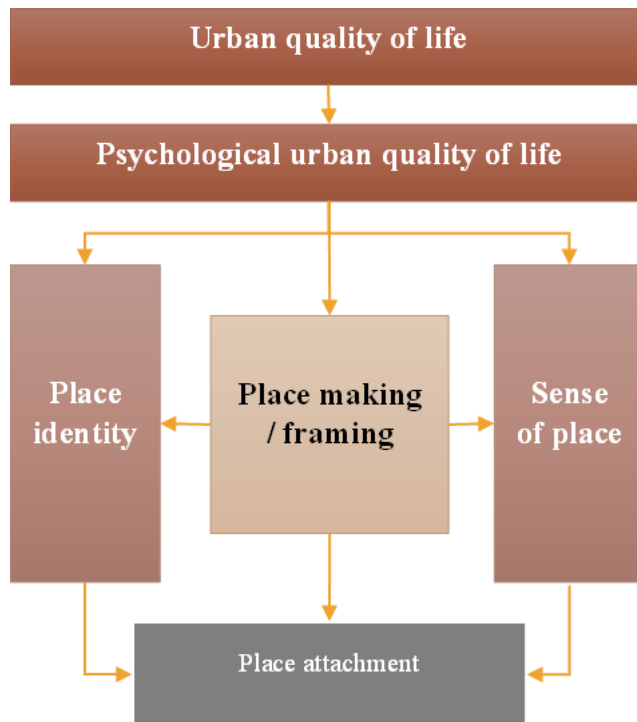 Urban quality of life
Psychological urban quality of life
Place
identity
Place making
/ framing
Sense
of place
Place attachment